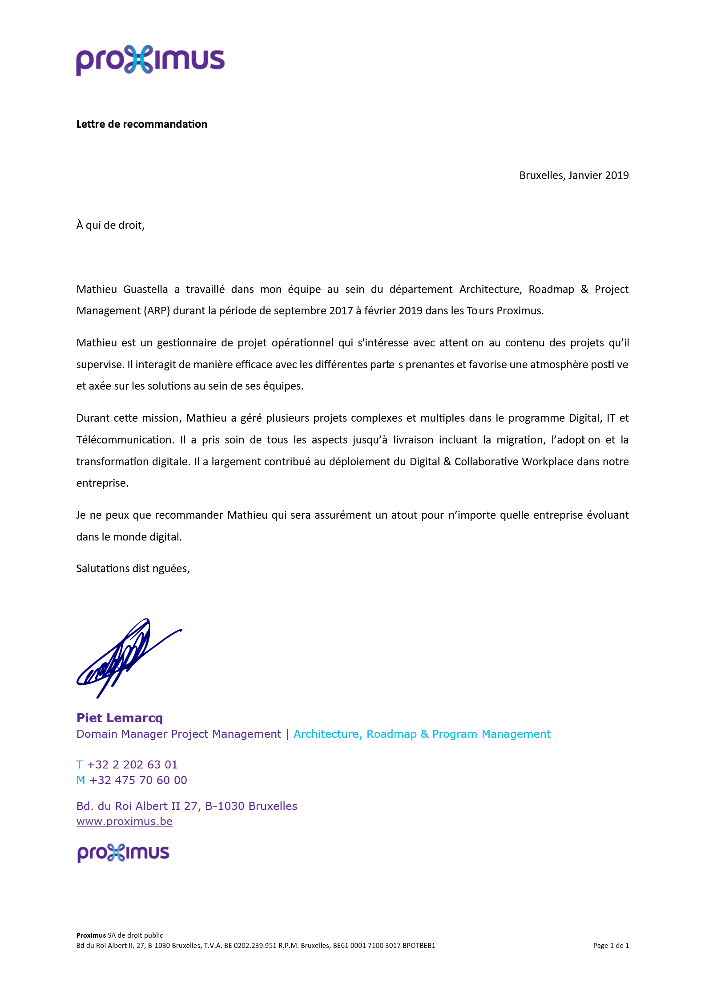 proximus
Lettre de recommandation
Bruxelles, Janvier 2019
À qui de droit,
Mathieu Guastella a travaillé dans mon équipe au sein du département Architecture, Roadmap & Project
Management (ARP) durant la période de septembre 2017 à février 2019 dans les Tours Proximus.
Mathieu est un gestionnaire de projet opérationnel qui s'intéresse avec attention au contenu des projets qu’il
supervise. Il interagit de manière efficace avec les différentes parties prenantes et favorise une atmosphère positive
et axée sur les solutions au sein de ses équipes.
Durant cette mission, Mathieu a géré plusieurs projets complexes et multiples dans le programme Digital, IT et
Télécommunication. Il a pris soin de tous les aspects jusqu’à livraison incluant la migration, l’adoption et la
transformation digitale. Il a largement contribué au déploiement du Digital & Collaborative Workplace dans notre
entreprise.
Je ne peux que recommander Mathieu qui sera assurément un atout pour n’importe quelle entreprise évoluant
dans le monde digital.
Salutations distinguées,
Piet Lemarcq
Domain Manager Project Management | Architecture, Roadmap & Program Management
T +32 2 202 63 01
M +32 475 70 60 00
Bd. du Roi Albert II 27, B-1030 Bruxelles
www.proximus.be
proximus
Proximus SA de droit public
Bd du Roi Albert II, 27, B-1030 Bruxelles, T.V.A. BE 0202.239.951 R.P.M. Bruxelles, BE61 0001 7100 3017 BPOTBEB1 Page 1 de 1